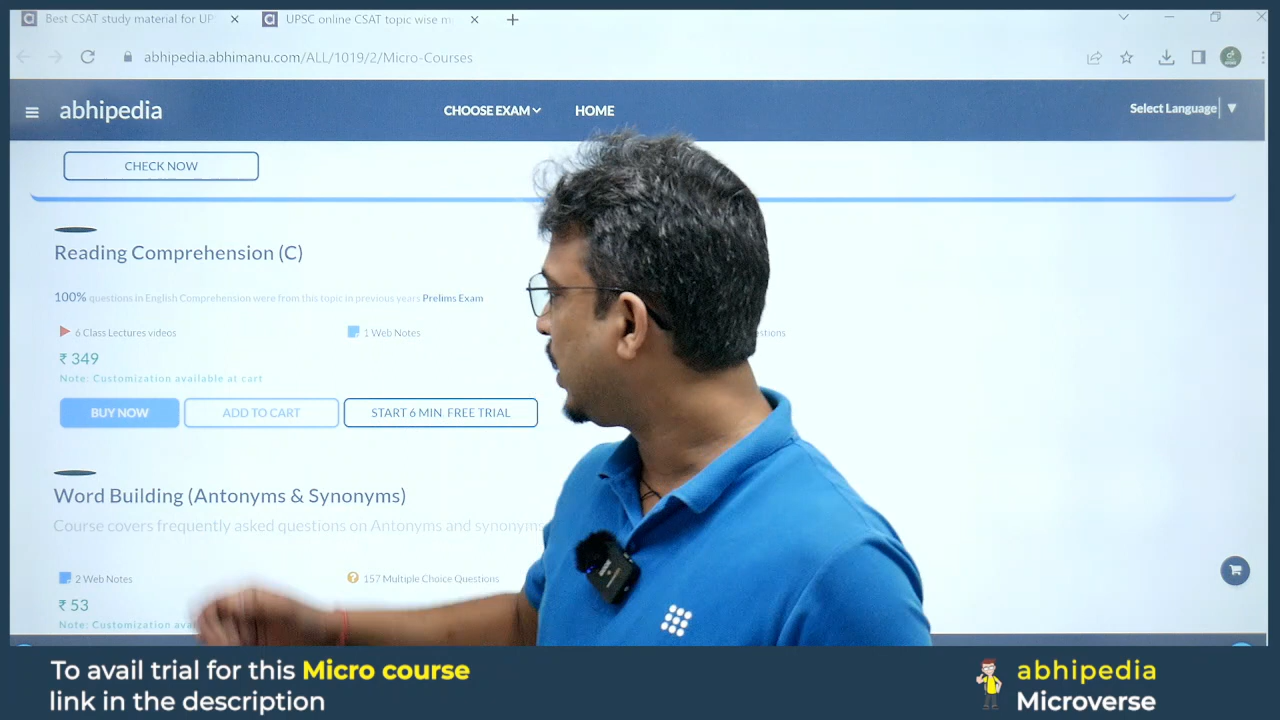 Best CSAT study material for UP
UPSC online CSAT topic wise m
abhipedia.abhimanu.com/ALL/1019/2/Micro-Courses
abhipedia
CHOOSE EXAM
HOME
Select Language
CHECK NOW
Reading Comprehension (C)
100% questions in English Comprehension were from this topic in previous years Prelims Exam
6 Class Lectures videos
1 Web Notes
₹ 349
Note: Customization available at cart
BUY NOW
ADD TO CART
START 6 MIN FREE TRIAL
Word Building (Antonyms & Synonyms)
Course covers frequently asked questions on Antonyms and synonyms
2 Web Notes
157 Multiple Choice Questions
₹ 53
Note: Customization
To avail trial for this Micro course
link in the description
abhipedia
Microverse